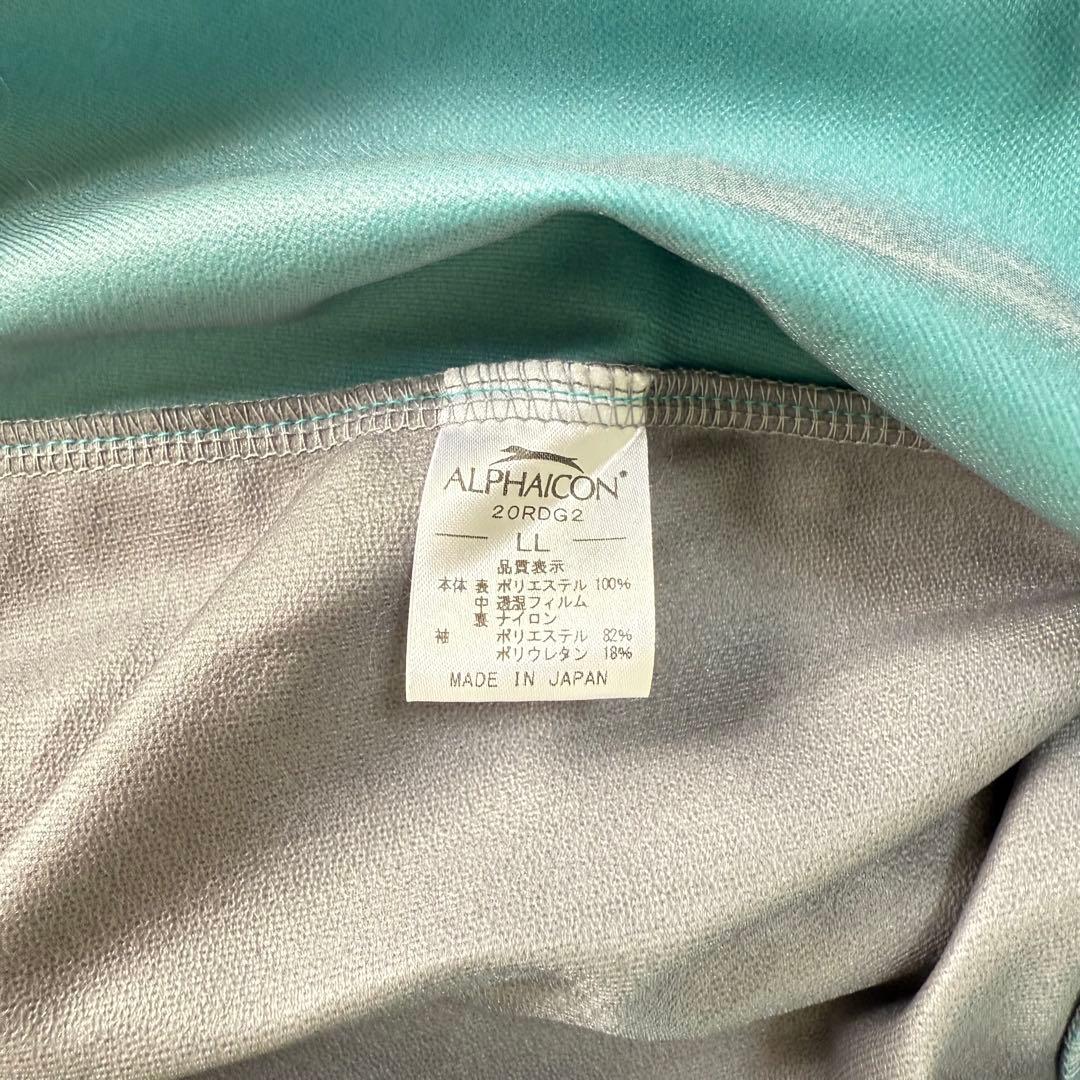 ALPHAICON®
20RDG2
LL
品質表示
本体 表 ポリエステル 100%
中 透湿フィルム
裏 ナイロン
袖 ポリエステル 82%
ポリウレタン 18%
MADE IN JAPAN